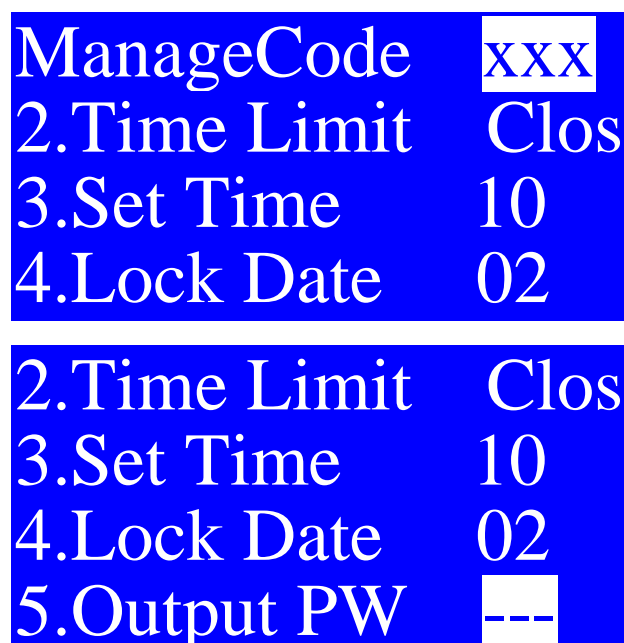 ManageCode xxx
2.Time Limit Clos
3.Set Time 10
4.Lock Date 02
2.Time Limit Clos
3.Set Time 10
4.Lock Date 02
5.Output PW ---